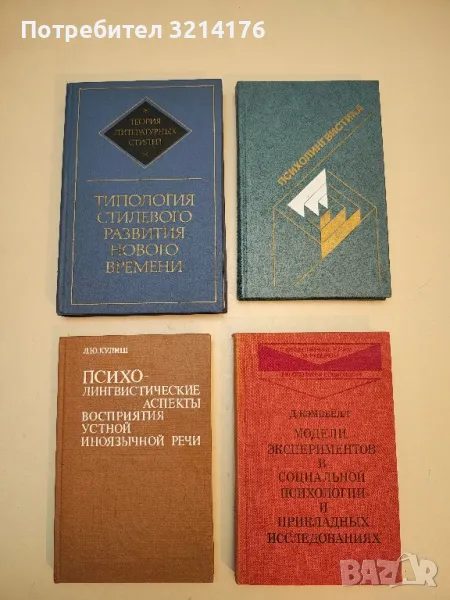 Потребител 3214176
ТЕОРИЯ
ЛИТЕРАТУРНЫХ
СТИЛЕЙ
ТИПОЛОГИЯ
СТИЛЕВОГО
РАЗВИТИЯ
НОВОГО
ВРЕМЕНИ
ПСИХОЛИНГВИСТИКА
Л.Ю.КУЛИШ
ПСИХО-
ЛИНГВИСТИЧЕСКИЕ
АСПЕКТЫ
ВОСПРИЯТИЯ
УСТНОЙ
ИНОЯЗЫЧНОЙ РЕЧИ
Д.КЭМПБЕЛЛ
МОДЕЛИ
ЭКСПЕРИМЕНТОВ
В
СОЦИАЛЬНОЙ
ПСИХОЛОГИИ
И
ПРИКЛАДНЫХ
ИССЛЕДОВАНИЯХ
BAZAR